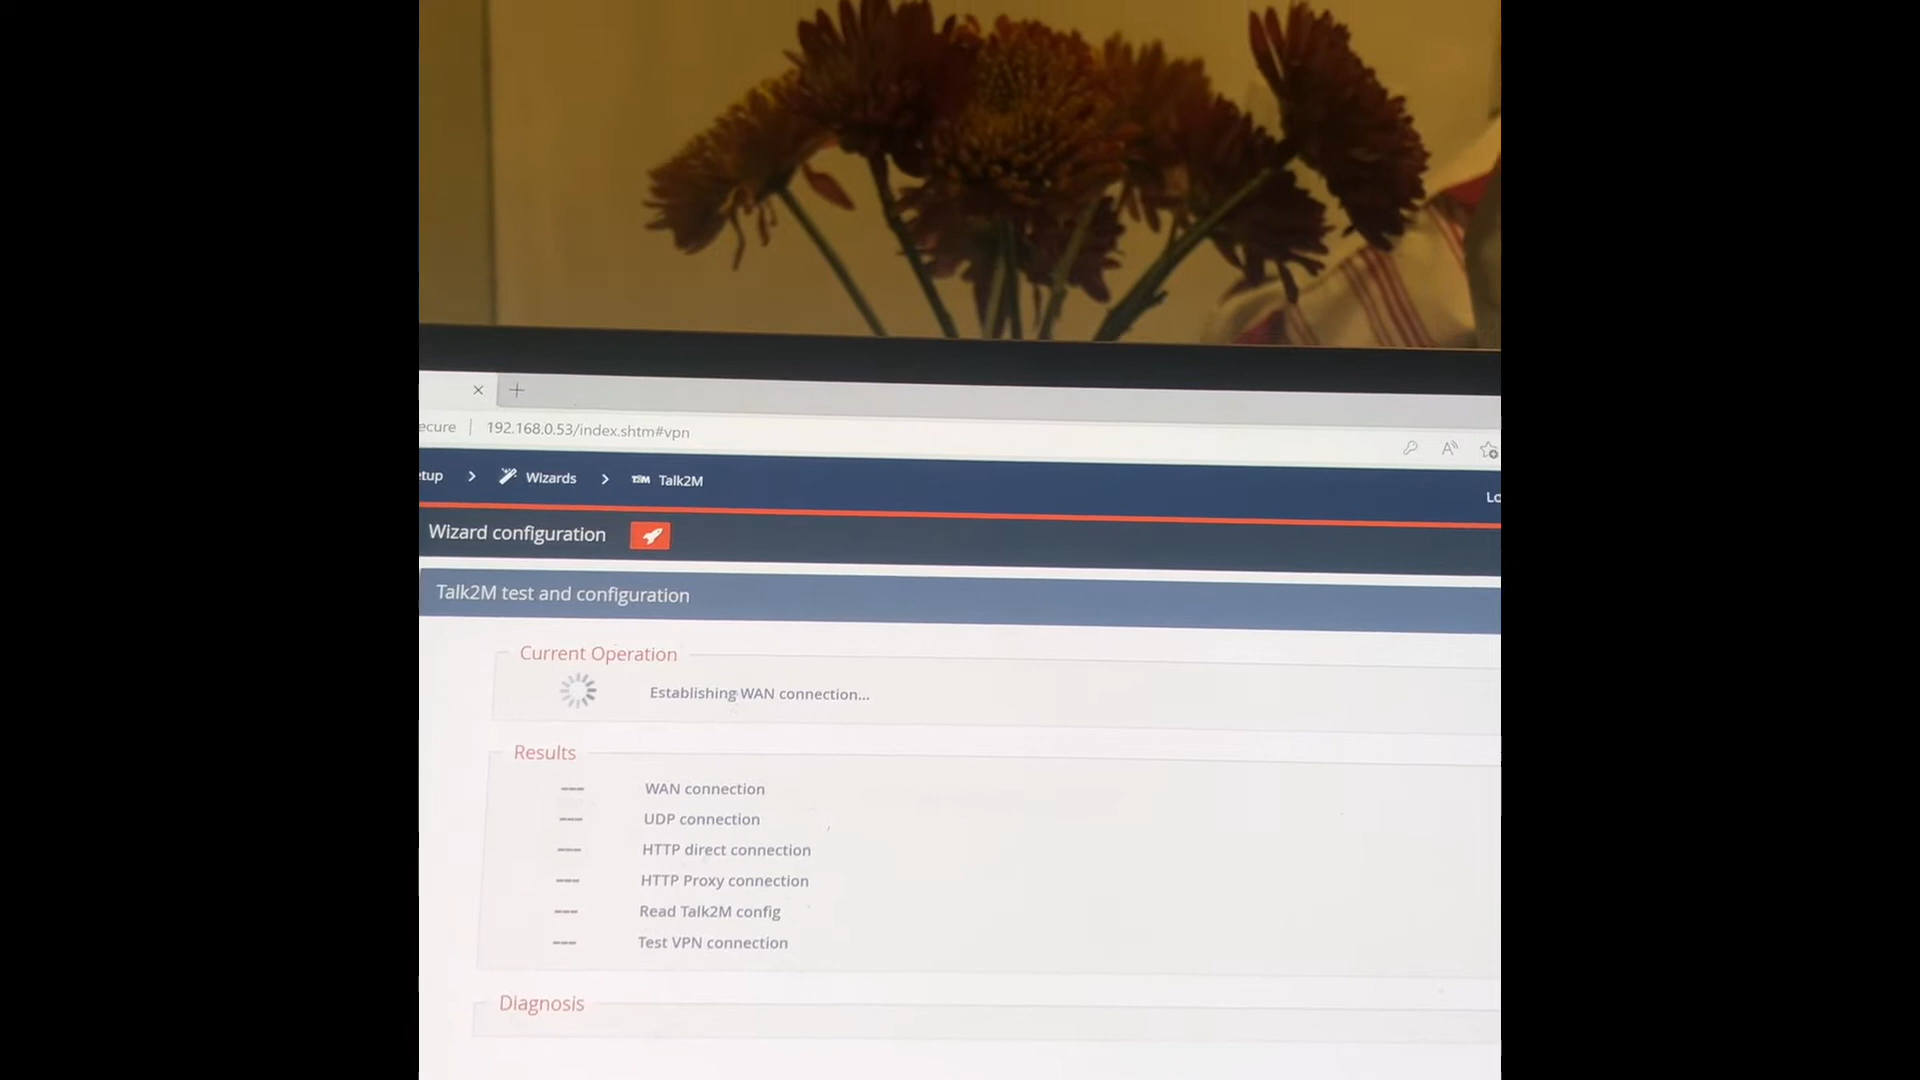 ecure | 192.168.0.53/index.shtm#vpn
etup > Wizards > Talk2M
Lo
Wizard configuration
Talk2M test and configuration
Current Operation
Establishing WAN connection...
Results
--- WAN connection
--- UDP connection
--- HTTP direct connection
--- HTTP Proxy connection
--- Read Talk2M config
--- Test VPN connection
Diagnosis